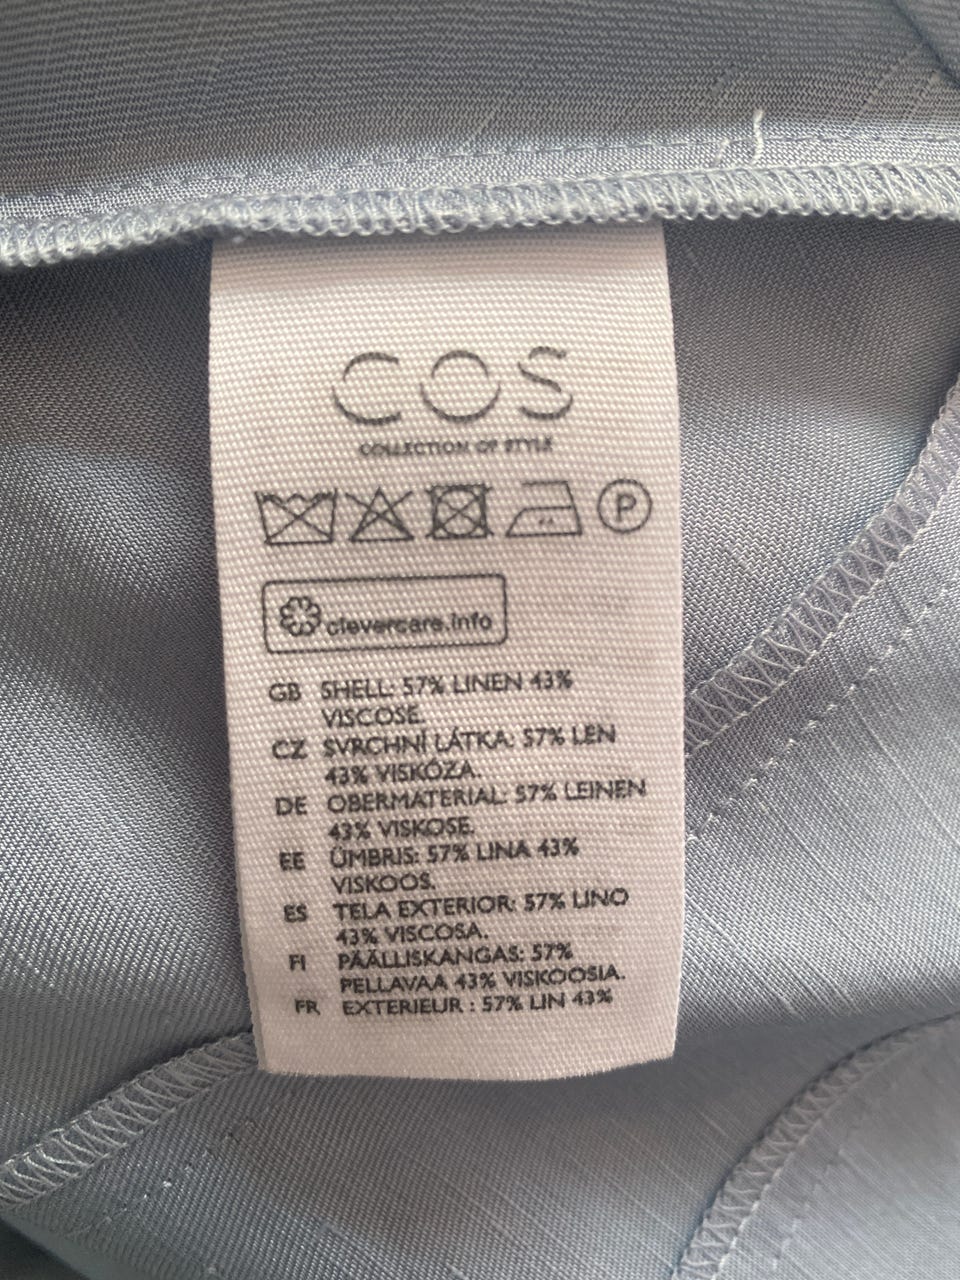 COS
COLLECTION OF STYLE
P
clevercare.info
GB SHELL: 57% LINEN 43%
VISCOSE.
CZ SVRCHNÍ LÁTKA: 57% LEN
43% VISKÓZA.
DE OBERMATERIAL: 57% LEINEN
43% VISKOSE.
EE ÜMBRIS: 57% LINA 43%
VISKOOS.
ES TELA EXTERIOR: 57% LINO
43% VISCOSA.
FI PÄÄLLISKANGAS: 57%
PELLAVAA 43% VISKOOSIA.
FR EXTERIEUR : 57% LIN 43%